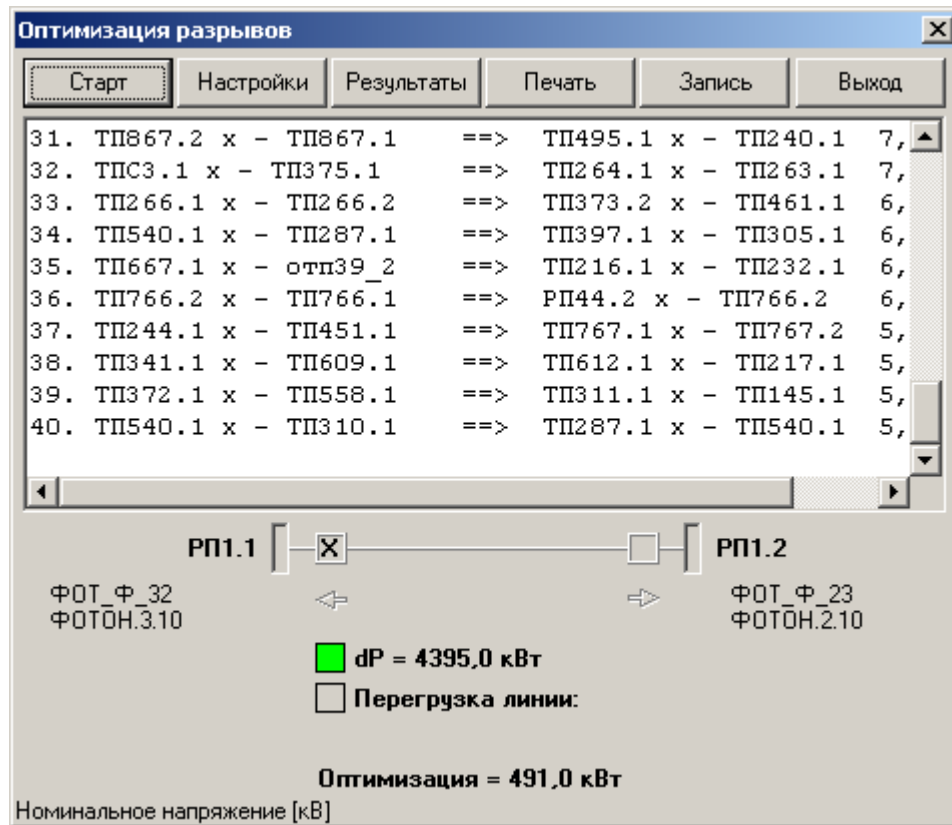 Оптимизация разрывов
Старт Настройки Результаты Печать Запись Выход
31. ТП867.2 x - ТП867.1 ==> ТП495.1 x - ТП240.1 7,
32. ТПС3.1 x - ТП375.1 ==> ТП264.1 x - ТП263.1 7,
33. ТП266.1 x - ТП266.2 ==> ТП373.2 x - ТП461.1 6,
34. ТП540.1 x - ТП287.1 ==> ТП397.1 x - ТП305.1 6,
35. ТП667.1 x - отп39_2 ==> ТП216.1 x - ТП232.1 6,
36. ТП766.2 x - ТП766.1 ==> РП44.2 x - ТП766.2 6,
37. ТП244.1 x - ТП451.1 ==> ТП767.1 x - ТП767.2 5,
38. ТП341.1 x - ТП609.1 ==> ТП612.1 x - ТП217.1 5,
39. ТП372.1 x - ТП558.1 ==> ТП311.1 x - ТП145.1 5,
40. ТП540.1 x - ТП310.1 ==> ТП287.1 x - ТП540.1 5,
РП1.1 X РП1.2
ФОТ_Ф_32 ФОТ_Ф_23
ФОТОН.3.10 ФОТОН.2.10
dP = 4395,0 кВт
Перегрузка линии:
Оптимизация = 491,0 кВт
Номинальное напряжение [кВ]